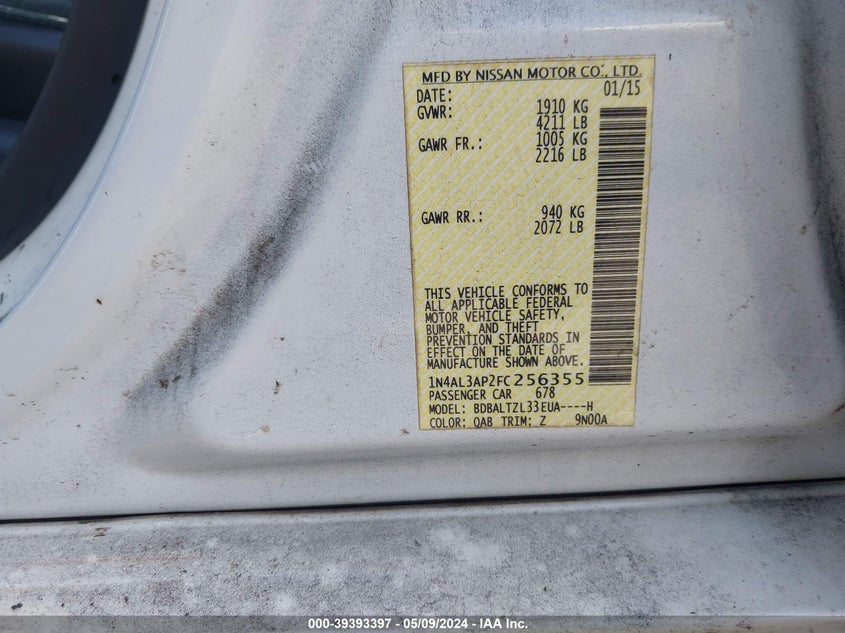 MFD BY NISSAN MOTOR CO., LTD.
DATE: 01/15
GVWR: 1910 KG
4211 LB
GAWR FR.: 1005 KG
2216 LB
GAWR RR.: 940 KG
2072 LB
THIS VEHICLE CONFORMS TO
ALL APPLICABLE FEDERAL
MOTOR VEHICLE SAFETY,
BUMPER, AND THEFT
PREVENTION STANDARDS IN
EFFECT ON THE DATE OF
MANUFACTURE SHOWN ABOVE.
1N4AL3AP2FC256355
PASSENGER CAR 678
MODEL: BDBALTZL33EUA----H
COLOR: QAB TRIM: Z 9N00A
000-39393397 - 05/09/2024 - © Copyright 2024 - IAA, Inc.